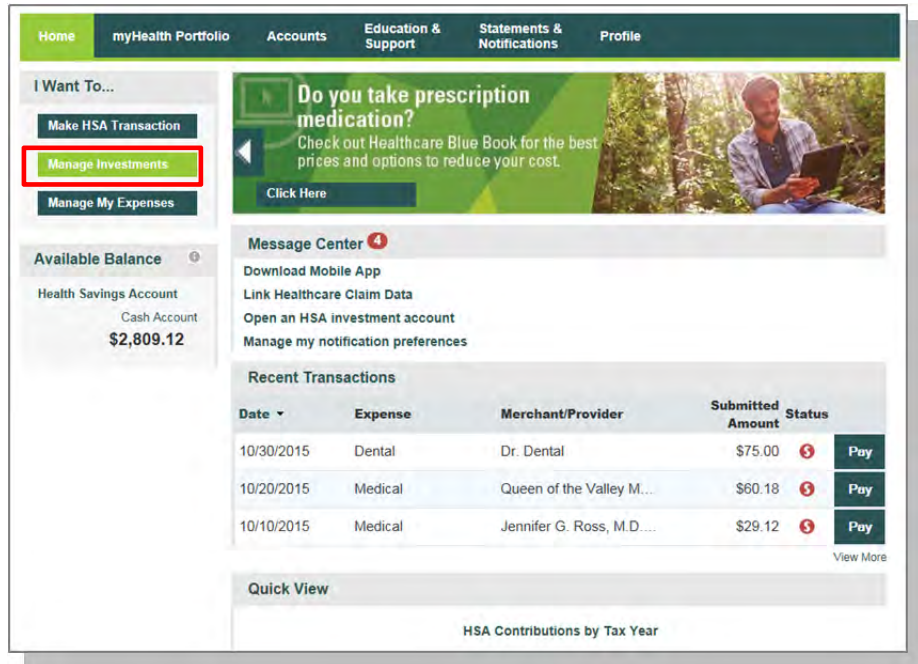 Home
myHealth Portfolio
Accounts
Education &
Support
Statements &
Notifications
Profile
I Want To...
Make HSA Transaction
Manage Investments
Manage My Expenses
Available Balance
Health Savings Account
Cash Account
$2,809.12
Do you take prescription
medication?
Check out Healthcare Blue Book for the best
prices and options to reduce your cost.
Click Here
Message Center 4
Download Mobile App
Link Healthcare Claim Data
Open an HSA investment account
Manage my notification preferences
Recent Transactions
Date Expense Merchant/Provider Submitted Amount Status
10/30/2015 Dental Dr. Dental $75.00 $ Pay
10/20/2015 Medical Queen of the Valley M... $60.18 $ Pay
10/10/2015 Medical Jennifer G. Ross, M.D.... $29.12 $ Pay
View More
Quick View
HSA Contributions by Tax Year